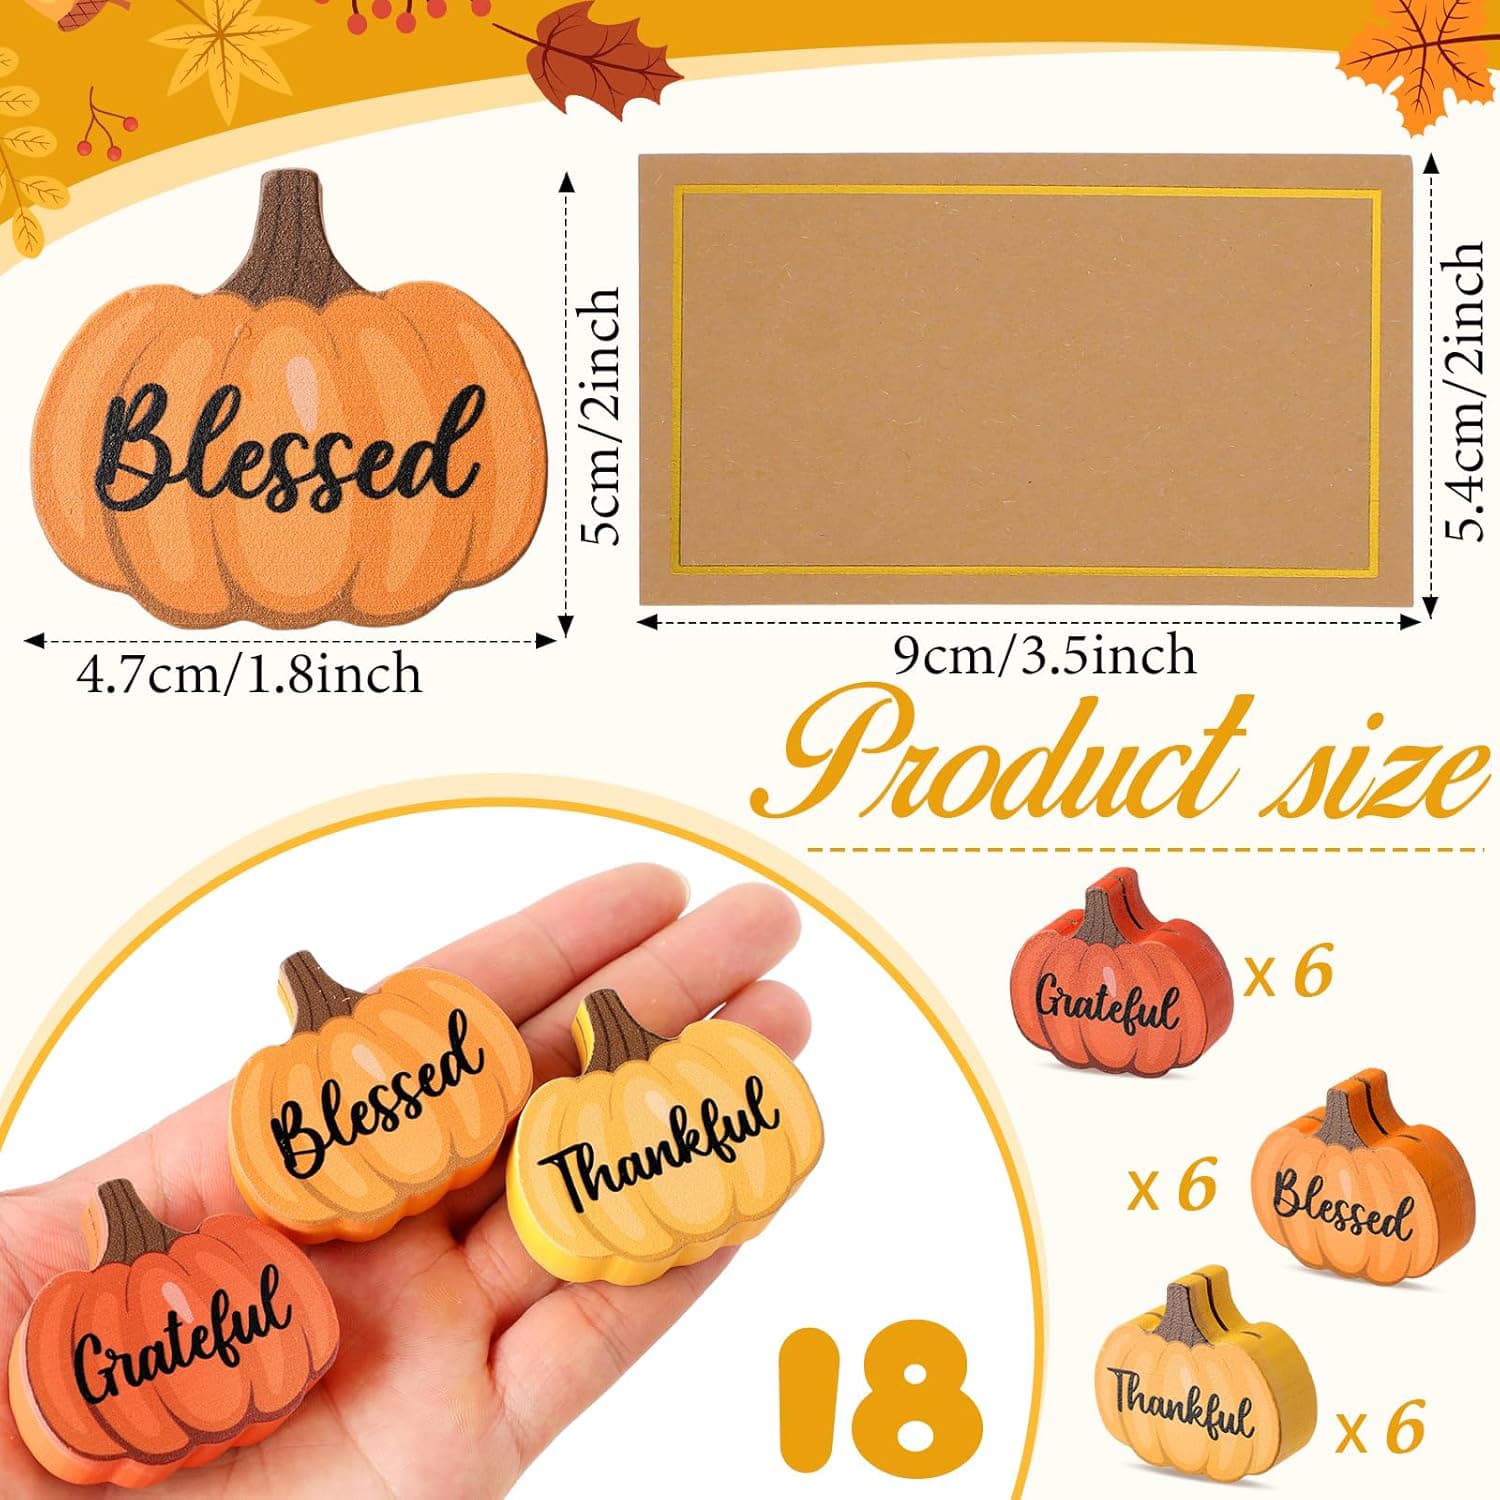 Blessed
5cm/2inch
4.7cm/1.8inch
5.4cm/2inch
9cm/3.5inch
Product size
Grateful
x 6
x 6
Blessed
Thankful
x 6
Blessed
Thankful
Grateful
18